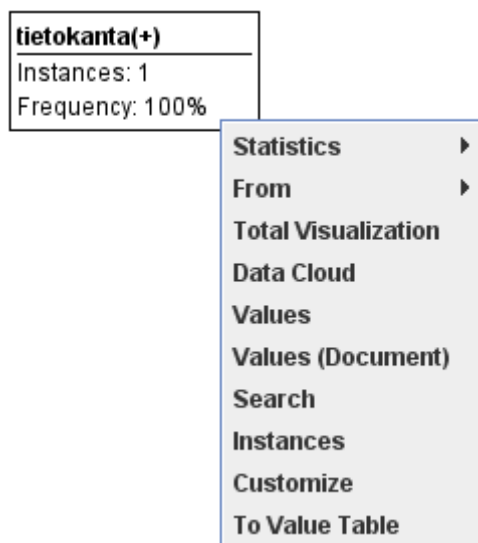 tietokanta(+)
Instances: 1
Frequency: 100%
Statistics
From
Total Visualization
Data Cloud
Values
Values (Document)
Search
Instances
Customize
To Value Table